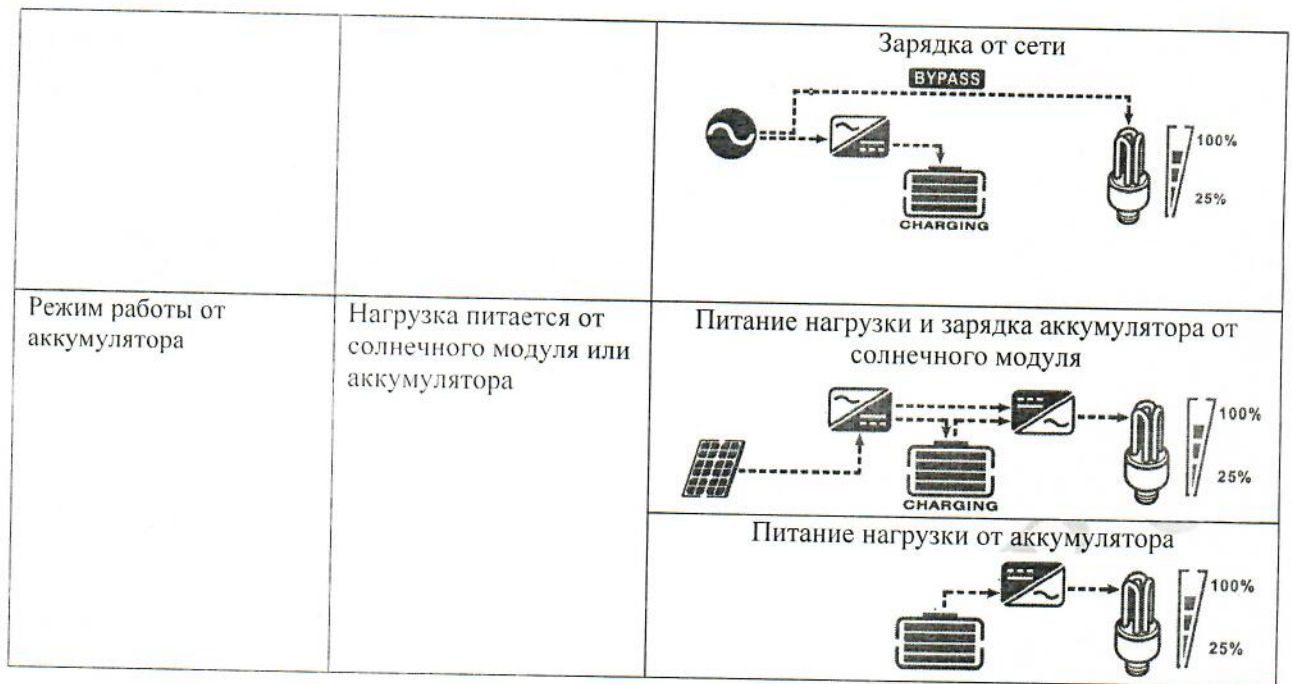 Зарядка от сети
BYPASS
100%
25%
CHARGING
Режим работы от
аккумулятора
Нагрузка питается от
солнечного модуля или
аккумулятора
Питание нагрузки и зарядка аккумулятора от
солнечного модуля
100%
25%
CHARGING
Питание нагрузки от аккумулятора
100%
25%